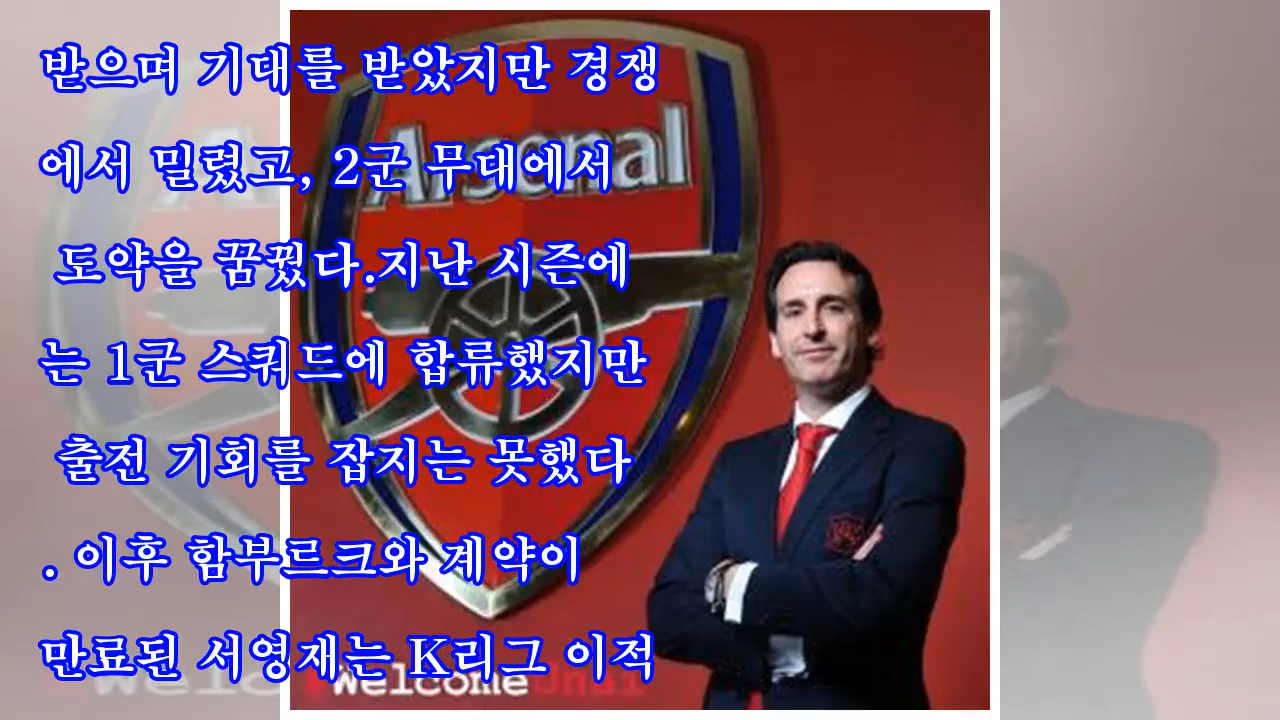 받으며 기대를 받았지만 경쟁
에서 밀렸고, 2군 무대에서
도약을 꿈꿨다.지난 시즌에
는 1군 스쿼드에 합류했지만
출전 기회를 잡지는 못했다
. 이후 함부르크와 계약이
만료된 서영재는 K리그 이적
Arsenal
Welcome